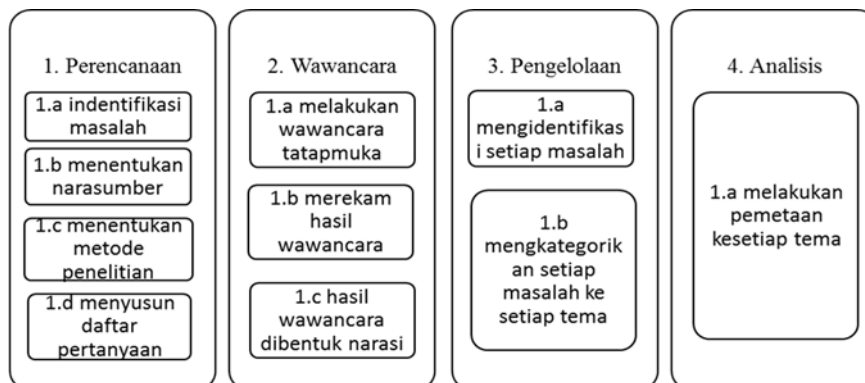 1. Perencanaan
1.a indentifikasi
masalah
1.b menentukan
narasumber
1.c menentukan
metode
penelitian
1.d menyusun
daftar
pertanyaan
2. Wawancara
1.a melakukan
wawancara
tatapmuka
1.b merekam
hasil
wawancara
1.c hasil
wawancara
dibentuk narasi
3. Pengelolaan
1.a
mengidentifikas
i setiap masalah
1.b
mengkategorik
an setiap
masalah ke
setiap tema
4. Analisis
1.a melakukan
pemetaan
kesetiap tema